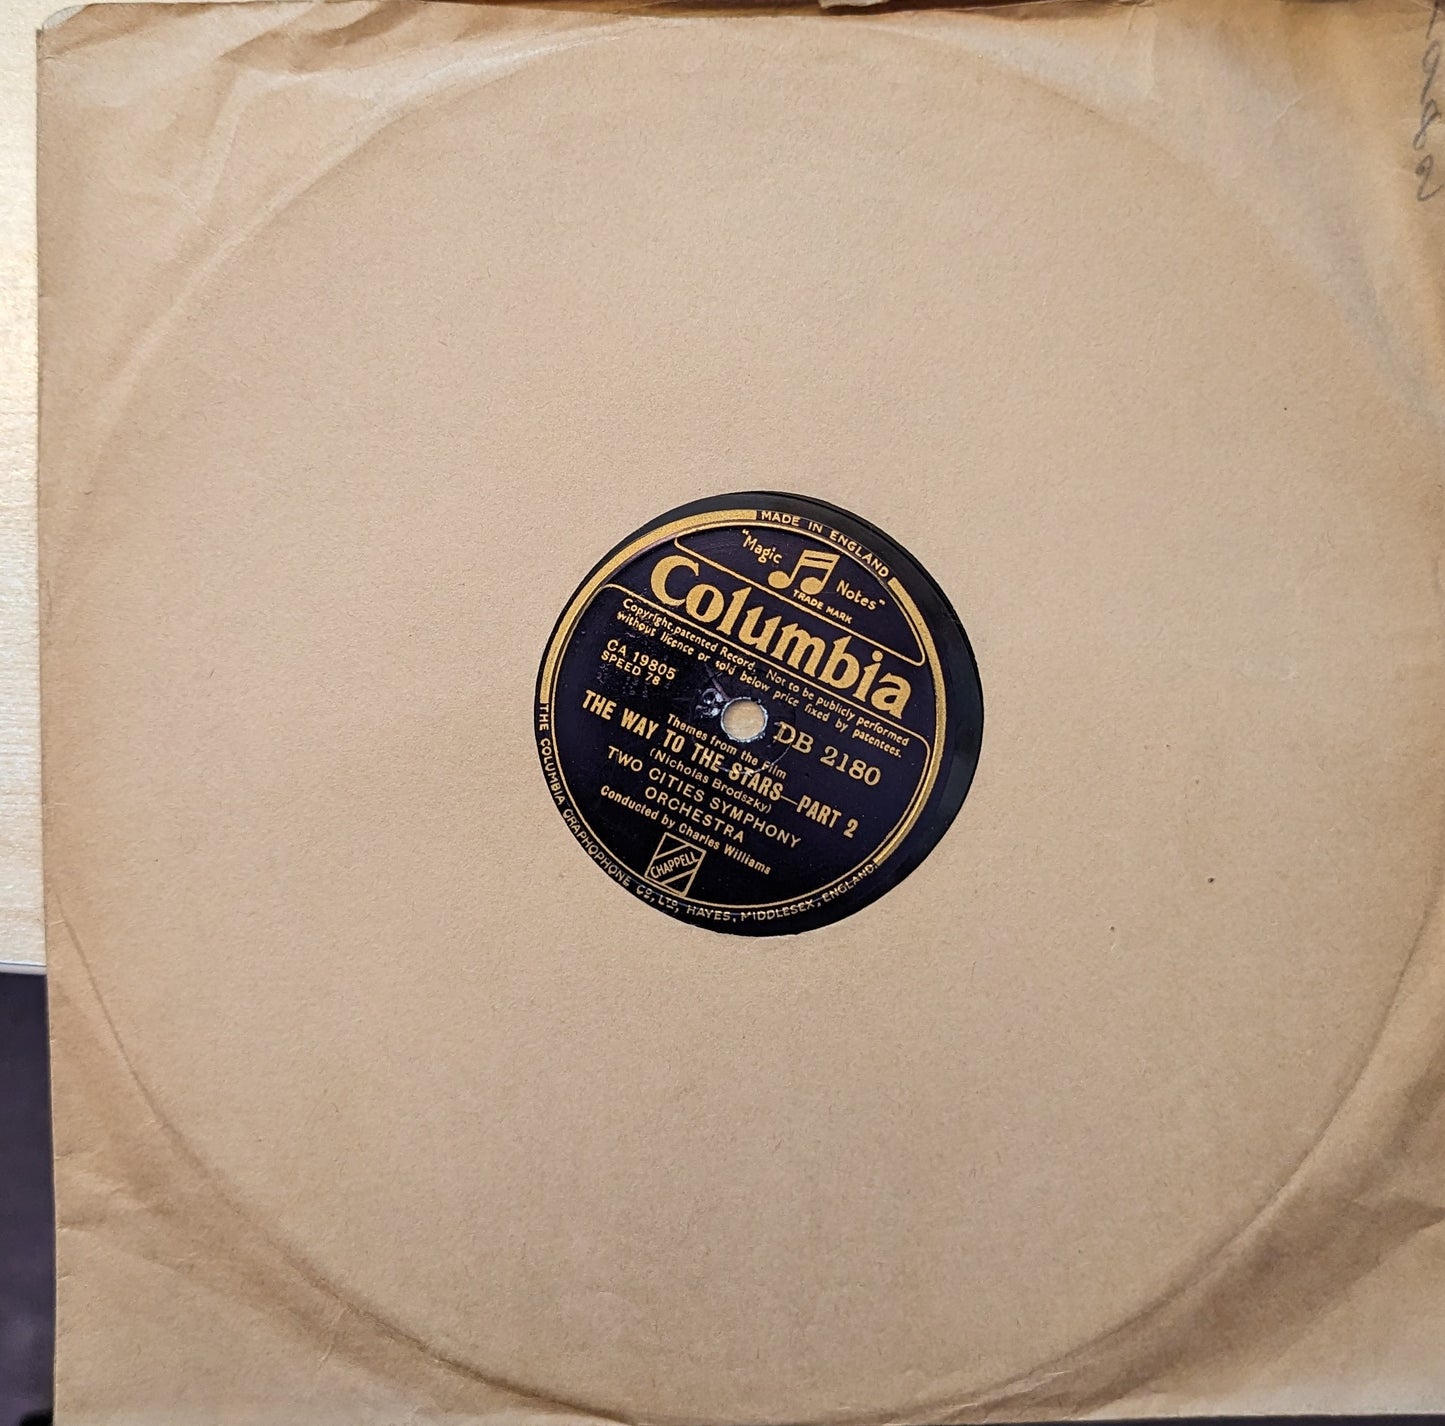 MADE IN ENGLAND
"Magic Notes"
TRADE MARK
Columbia
Copyright, patented Record. Not to be publicly performed
without licence or sold below price fixed by patentees.
CA 19805
SPEED 78
DB 2180
Themes from the Film
THE WAY TO THE STARS—PART 2
(Nicholas Brodszky)
TWO CITIES SYMPHONY
ORCHESTRA
Conducted by Charles Williams
CHAPPELL
THE COLUMBIA GRAPHOPHONE CO., LTD, HAYES, MIDDLESEX, ENGLAND.